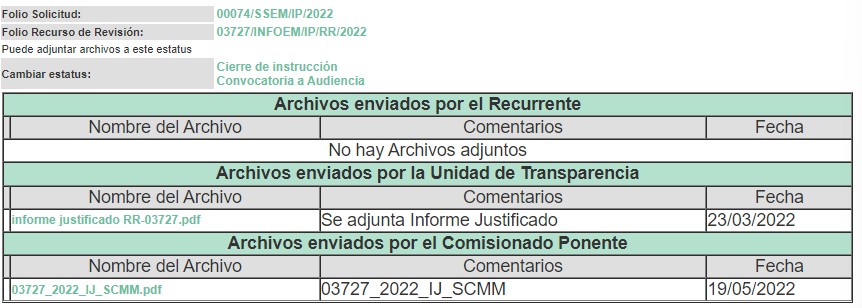 Folio Solicitud: 00074/SSEM/IP/2022
Folio Recurso de Revisión: 03727/INFOEM/IP/RR/2022
Puede adjuntar archivos a este estatus
Cambiar estatus: Cierre de instrucción
Convocatoria a Audiencia
Archivos enviados por el Recurrente
Nombre del Archivo Comentarios Fecha
No hay Archivos adjuntos
Archivos enviados por la Unidad de Transparencia
Nombre del Archivo Comentarios Fecha
informe justificado RR-03727.pdf Se adjunta Informe Justificado 23/03/2022
Archivos enviados por el Comisionado Ponente
Nombre del Archivo Comentarios Fecha
03727_2022_IJ_SCMM.pdf 03727_2022_IJ_SCMM 19/05/2022